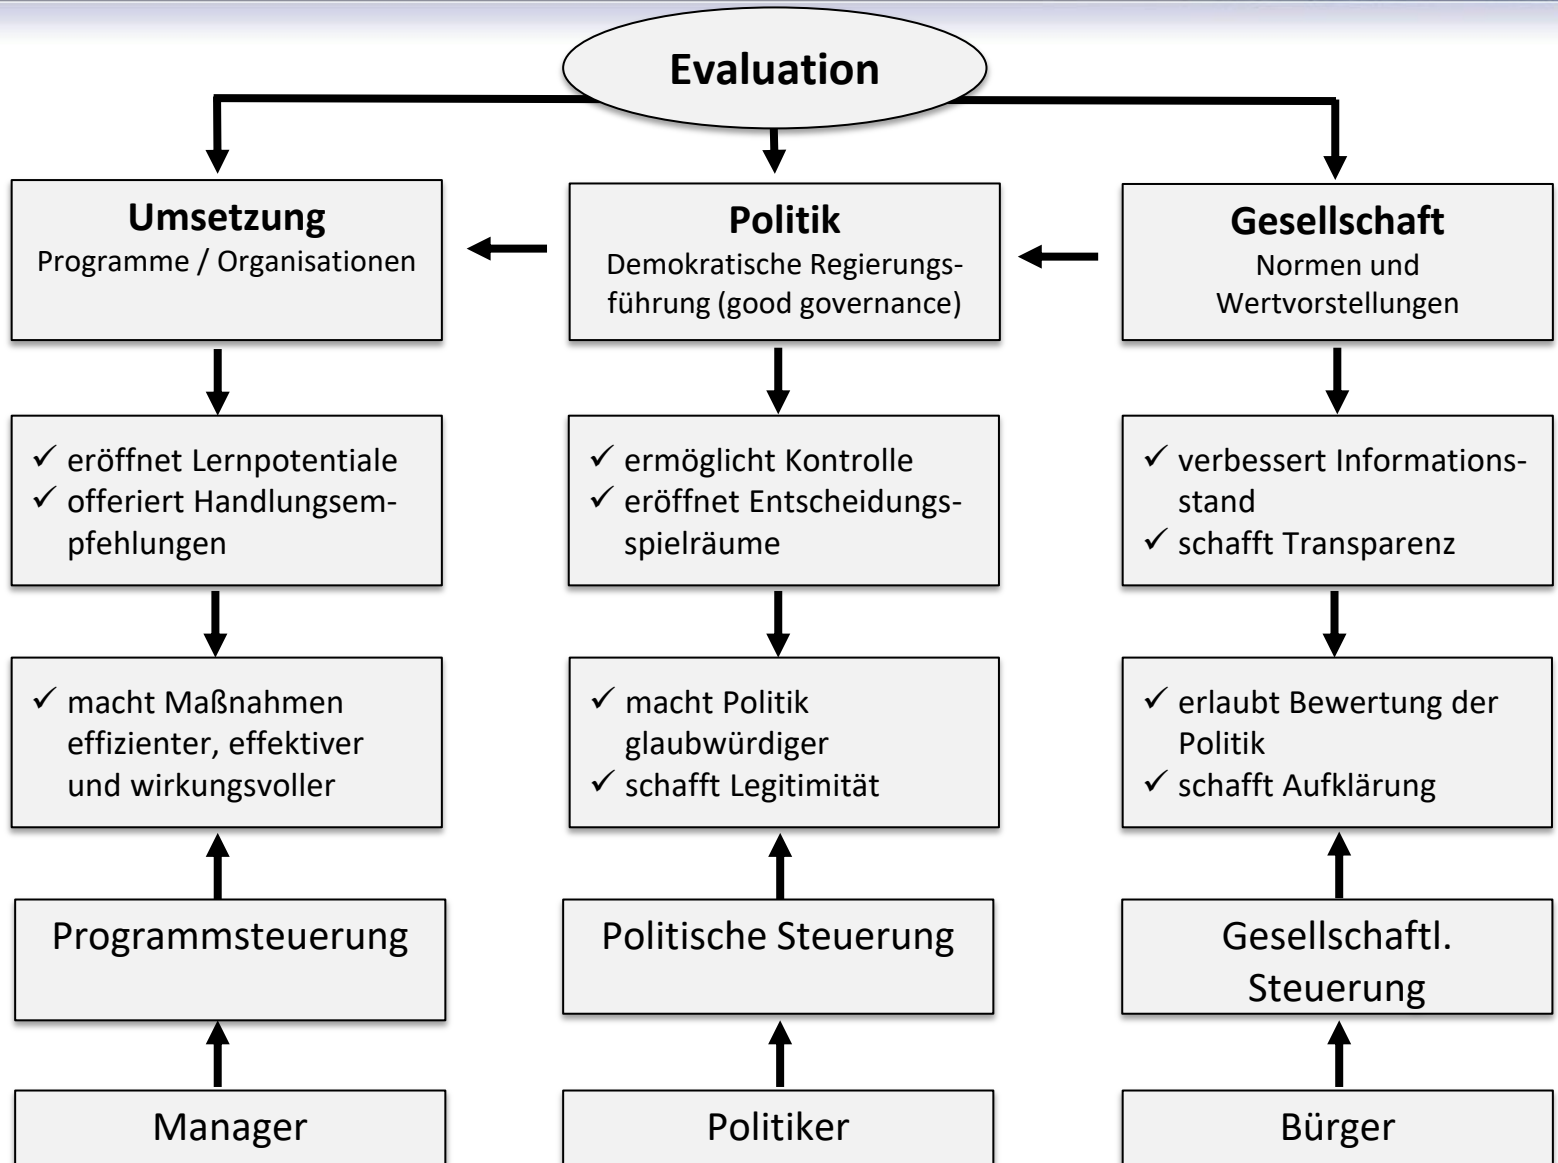 Evaluation
Umsetzung
Programme / Organisationen
Politik
Demokratische Regierungs-
führung (good governance)
Gesellschaft
Normen und
Wertvorstellungen
✓ eröffnet Lernpotentiale
✓ offeriert Handlungsem-
pfehlungen
✓ ermöglicht Kontrolle
✓ eröffnet Entscheidungs-
spielräume
✓ verbessert Informations-
stand
✓ schafft Transparenz
✓ macht Maßnahmen
effizienter, effektiver
und wirkungsvoller
✓ macht Politik
glaubwürdiger
✓ schafft Legitimität
✓ erlaubt Bewertung der
Politik
✓ schafft Aufklärung
Programmsteuerung
Politische Steuerung
Gesellschaftl.
Steuerung
Manager
Politiker
Bürger